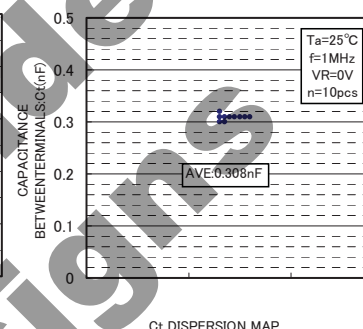 0.5
0.4
0.3
0.2
0.1
0
CAPACITANCE
BETWEENTERMINALS:Ct(nF)
Ta=25℃
f=1MHz
VR=0V
n=10pcs
AVE:0.308nF
Ct DISPERSION MAP